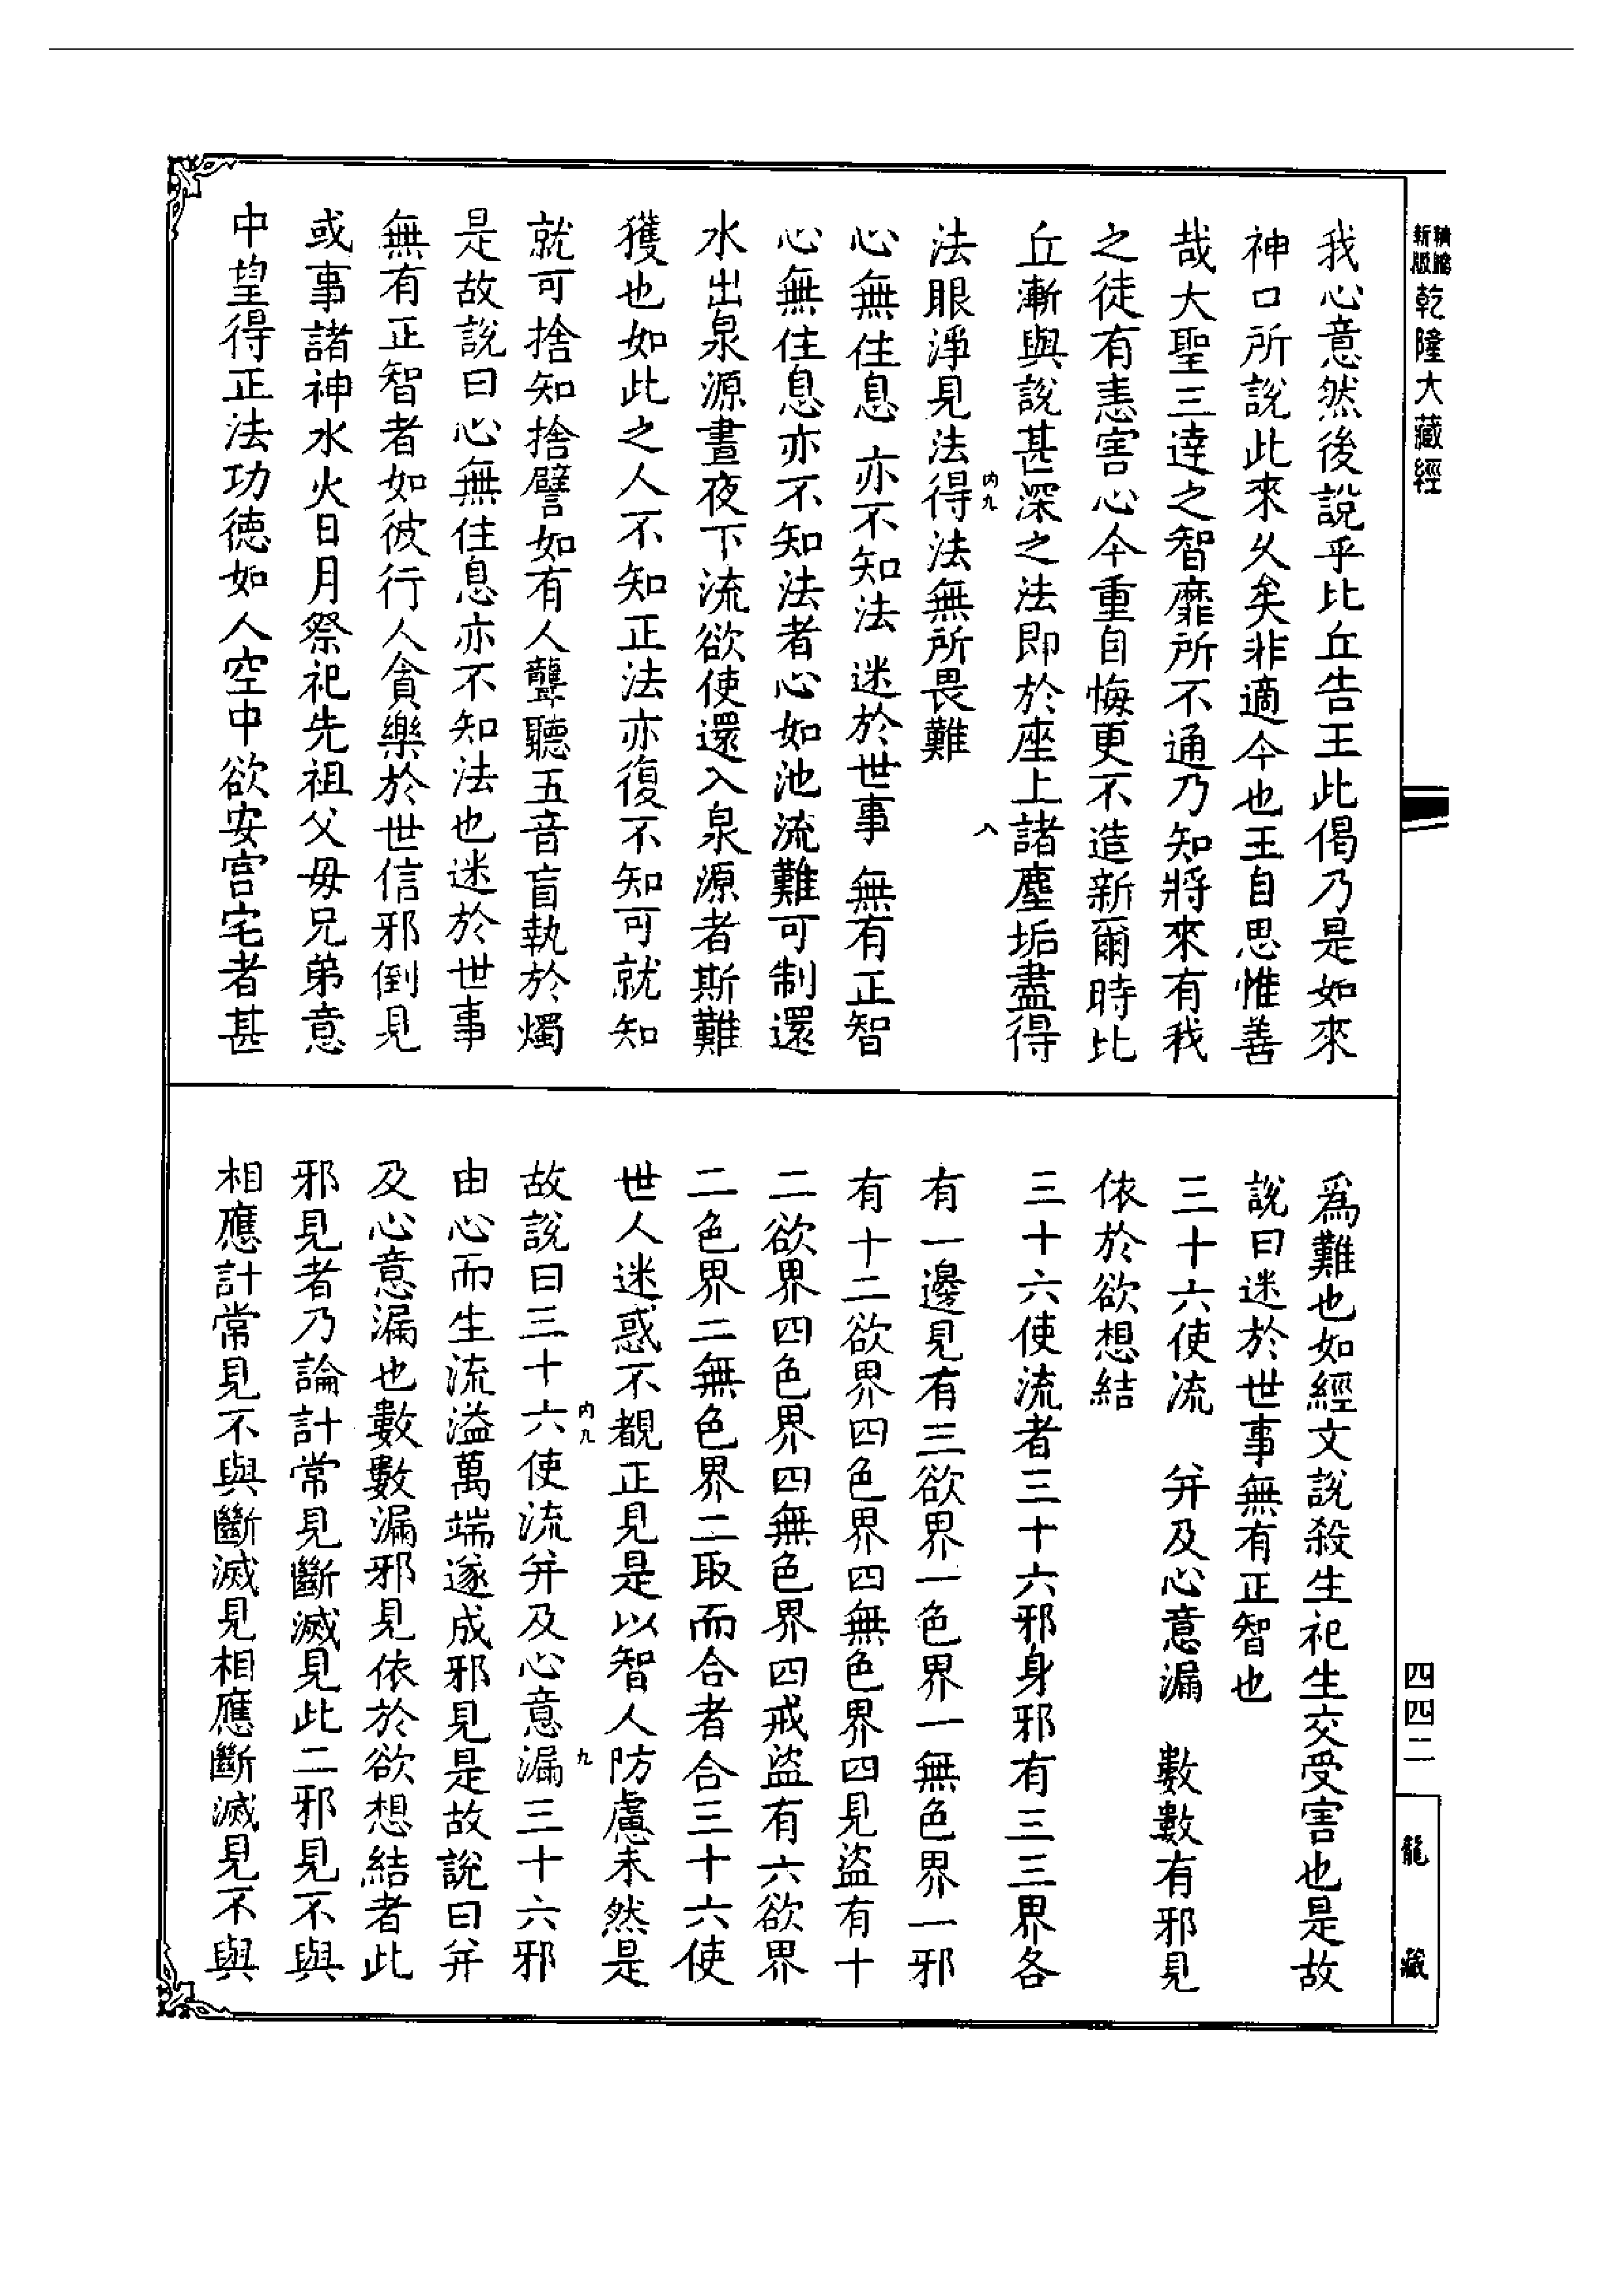 乾隆大藏經
新版
我心意然後說乎比丘告王此偈乃是如來
神口所說此來久矣非適今也王自思惟善
哉大聖三達之智靡所不通乃知將來有我
之徒有恚害心今重自悔更不造新爾時比
丘漸與說甚深之法即於座上諸塵垢盡得
法眼淨見法得法無所畏難
內九
八
心無住息 亦不知法 迷於世事 無有正智
心無住息亦不知法者心如池流難可制還
水出泉源晝夜下流欲使還入泉源者斯難
獲也如此之人不知正法亦復不知可就知
就可捨知捨譬如有人聾聽五音盲執於燭
是故說曰心無住息亦不知法也迷於世事
無有正智者如彼行人貪樂於世信邪倒見
或事諸神水火日月祭祀先祖父母兄弟意
中望得正法功德如人空中欲安宮宅者甚
為難也如經文說殺生祀生交受害也是故
說曰迷於世事無有正智也
三十六使流 并及心意漏 數數有邪見
依於欲想結
三十六使流者三十六邪身邪有三三界各
有一邊見有三欲界一色界一無色界一邪
有十二欲界四色界四無色界四見盜有十
二欲界四色界四無色界四戒盜有六欲界
二色界二無色界二取而合者合三十六使
世人迷惑不覩正見是以智人防慮未然是
內九
九
故說曰三十六使流并及心意漏三十六邪
由心而生流溢萬端遂成邪見是故說曰并
及心意漏也數數漏邪見依於欲想結者此
邪見者乃論計常見斷滅見此二邪見不與
相應計常見不與斷滅見相應斷滅見不與
四四二
龍藏